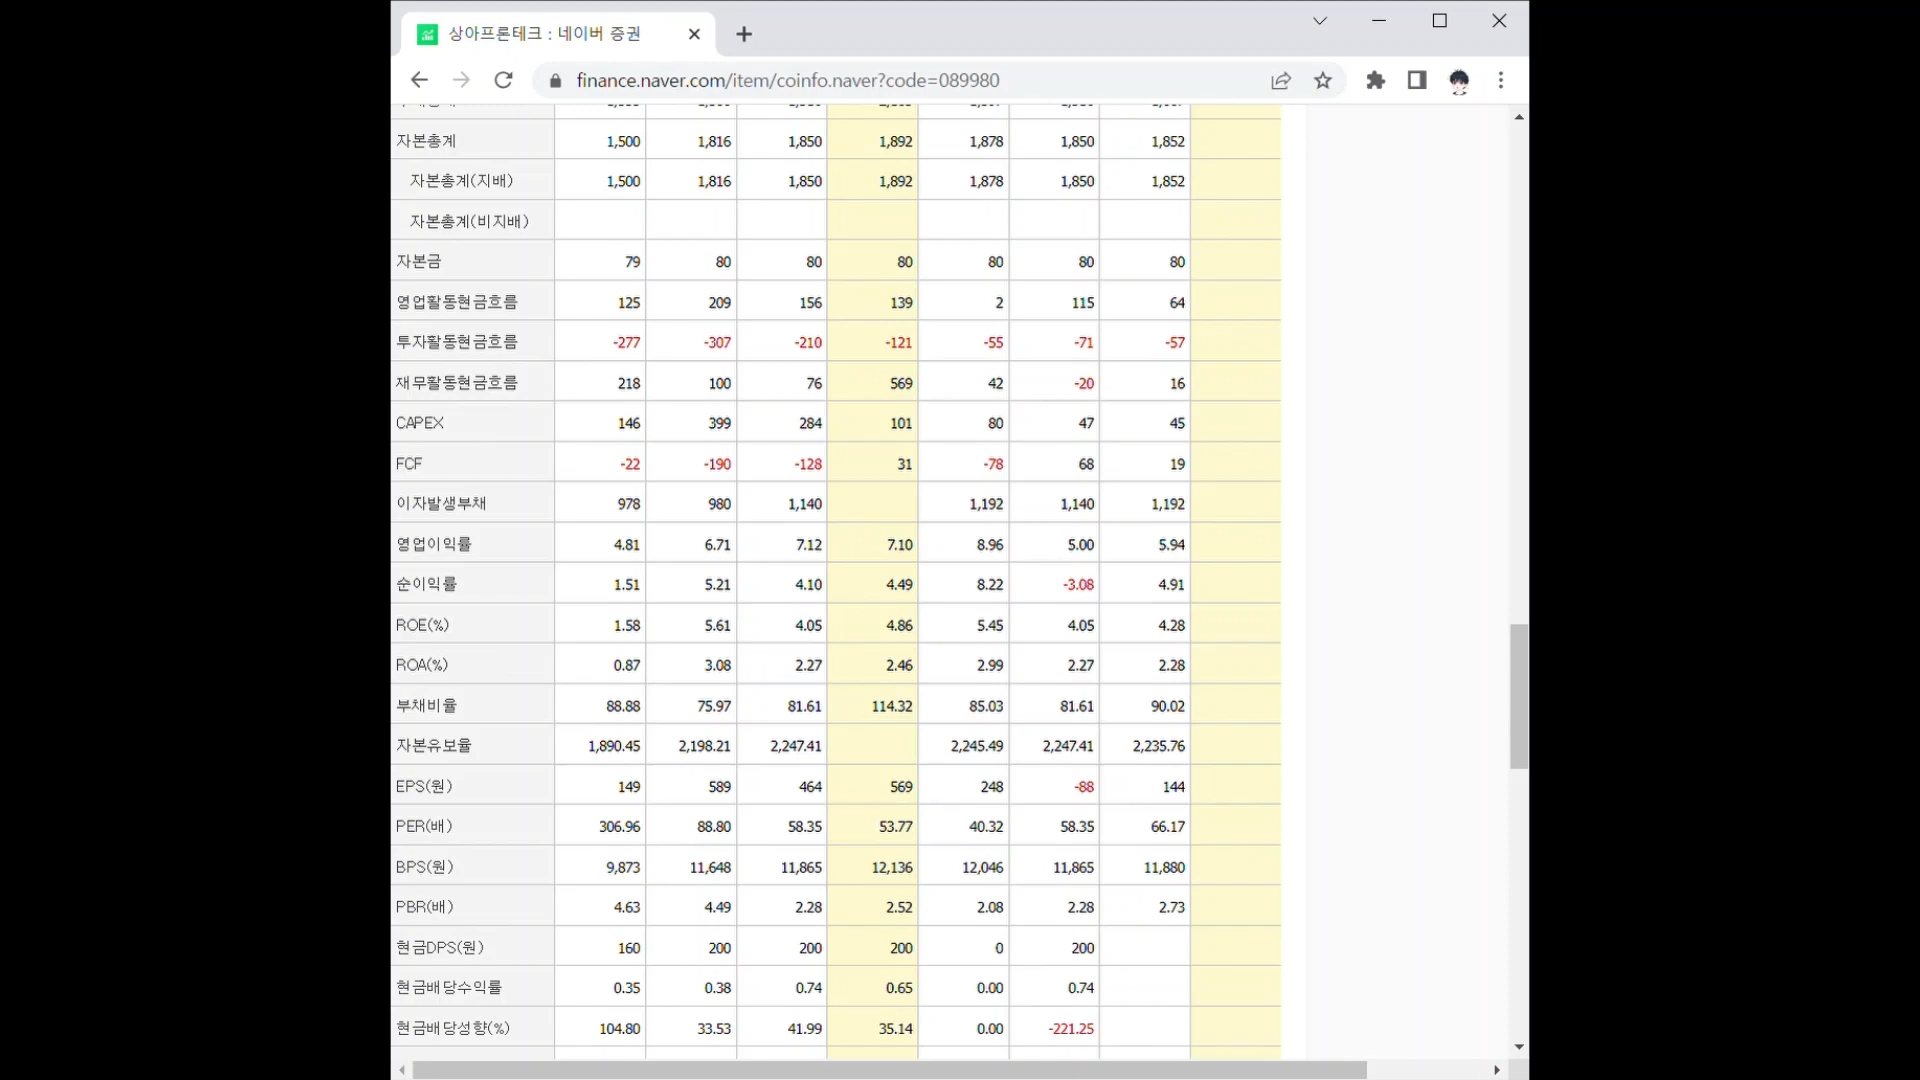 상아프론테크 : 네이버 증권
finance.naver.com/item/coinfo.naver?code=089980
자본총계 1,500 1,816 1,850 1,892 1,878 1,850 1,852
자본총계(지배) 1,500 1,816 1,850 1,892 1,878 1,850 1,852
자본총계(비지배)
자본금 79 80 80 80 80 80 80
영업활동현금흐름 125 209 156 139 2 115 64
투자활동현금흐름 -277 -307 -210 -121 -55 -71 -57
재무활동현금흐름 218 100 76 569 42 -20 16
CAPEX 146 399 284 101 80 47 45
FCF -22 -190 -128 31 -78 68 19
이자발생부채 978 980 1,140 1,192 1,140 1,192
영업이익률 4.81 6.71 7.12 7.10 8.96 5.00 5.94
순이익률 1.51 5.21 4.10 4.49 8.22 -3.08 4.91
ROE(%) 1.58 5.61 4.05 4.86 5.45 4.05 4.28
ROA(%) 0.87 3.08 2.27 2.46 2.99 2.27 2.28
부채비율 88.88 75.97 81.61 114.32 85.03 81.61 90.02
자본유보율 1,890.45 2,198.21 2,247.41 2,245.49 2,247.41 2,235.76
EPS(원) 149 589 464 569 248 -88 144
PER(배) 306.96 88.80 58.35 53.77 40.32 58.35 66.17
BPS(원) 9,873 11,648 11,865 12,136 12,046 11,865 11,880
PBR(배) 4.63 4.49 2.28 2.52 2.08 2.28 2.73
현금DPS(원) 160 200 200 200 0 200
현금배당수익률 0.35 0.38 0.74 0.65 0.00 0.74
현금배당성향(%) 104.80 33.53 41.99 35.14 0.00 -221.25